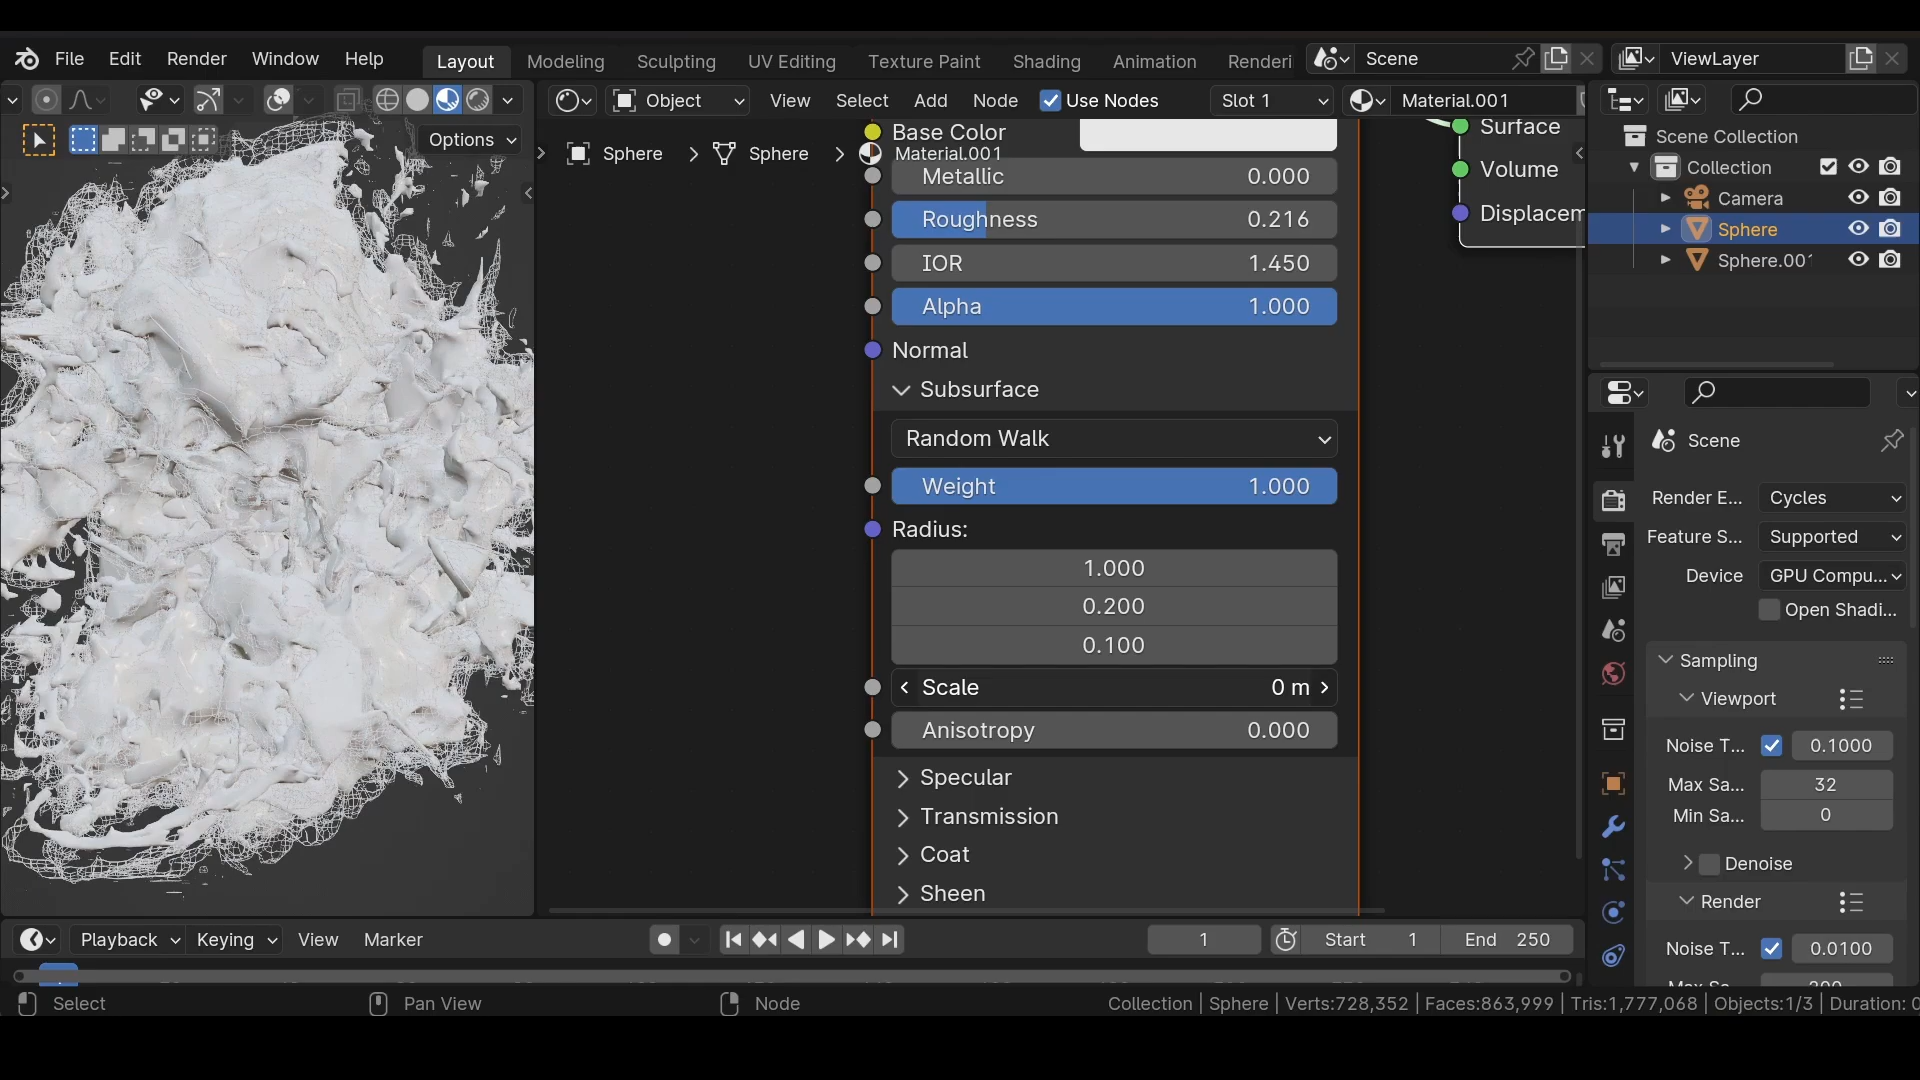 File Edit Render Window Help Layout Modeling Sculpting UV Editing Texture Paint Shading Animation Renderi Scene ViewLayer
Object View Select Add Node Use Nodes Slot 1 Material.001
Options
Sphere Sphere Material.001
Base Color
Metallic 0.000
Roughness 0.216
IOR 1.450
Alpha 1.000
Normal
Subsurface
Random Walk
Weight 1.000
Radius:
1.000
0.200
0.100
Scale 0 m
Anisotropy 0.000
Specular
Transmission
Coat
Sheen
Surface
Volume
Displacem
Scene Collection
Collection
Camera
Sphere
Sphere.001
Scene
Render E... Cycles
Feature S... Supported
Device GPU Compu...
Open Shadi...
Sampling
Viewport
Noise T... 0.1000
Max Sa... 32
Min Sa... 0
Denoise
Render
Noise T... 0.0100
Playback Keying View Marker 1 Start 1 End 250
Select Pan View Node Collection | Sphere | Verts:728,352 | Faces:863,999 | Tris:1,777,068 | Objects:1/3 | Duration: 0